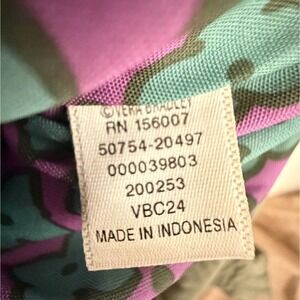 ©VERA BRADLEY
RN 156007
50754-20497
000039803
200253
VBC24
MADE IN INDONESIA